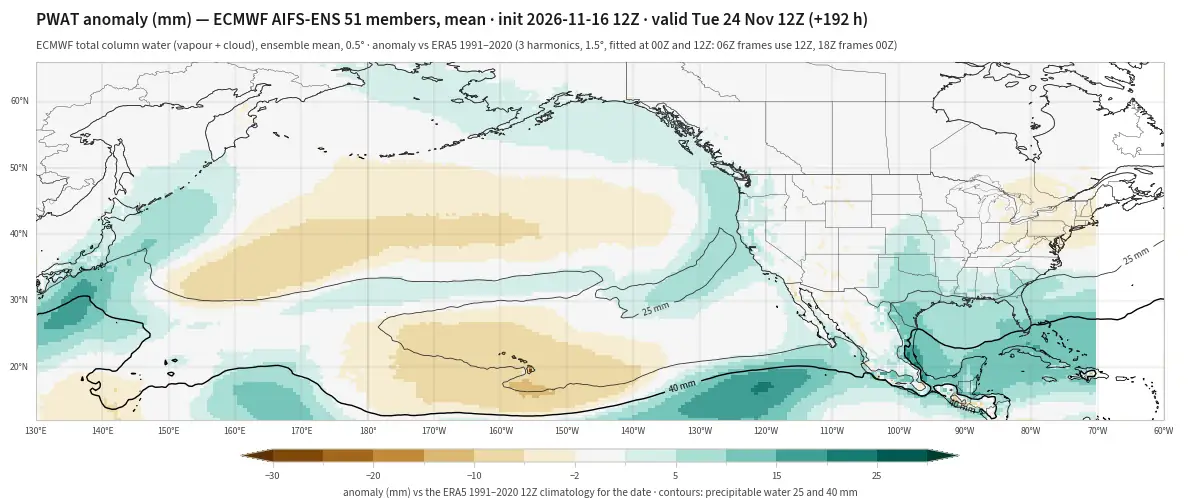 PWAT anomaly (mm) — ECMWF AIFS-ENS 51 members, mean · init 2026-11-16 12Z · valid Tue 24 Nov 12Z (+192 h)
ECMWF total column water (vapour + cloud), ensemble mean, 0.5° · anomaly vs ERA5 1991–2020 (3 harmonics, 1.5°, fitted at 00Z and 12Z: 06Z frames use 12Z, 18Z frames 00Z)
60°N
50°N
40°N
30°N
20°N
25 mm
25 mm
40 mm
40 mm
130°E 140°E 150°E 160°E 170°E 180° 170°W 160°W 150°W 140°W 130°W 120°W 110°W 100°W 90°W 80°W 70°W 60°W
−30 −20 −10 −2 5 15 25
anomaly (mm) vs the ERA5 1991–2020 12Z climatology for the date · contours: precipitable water 25 and 40 mm